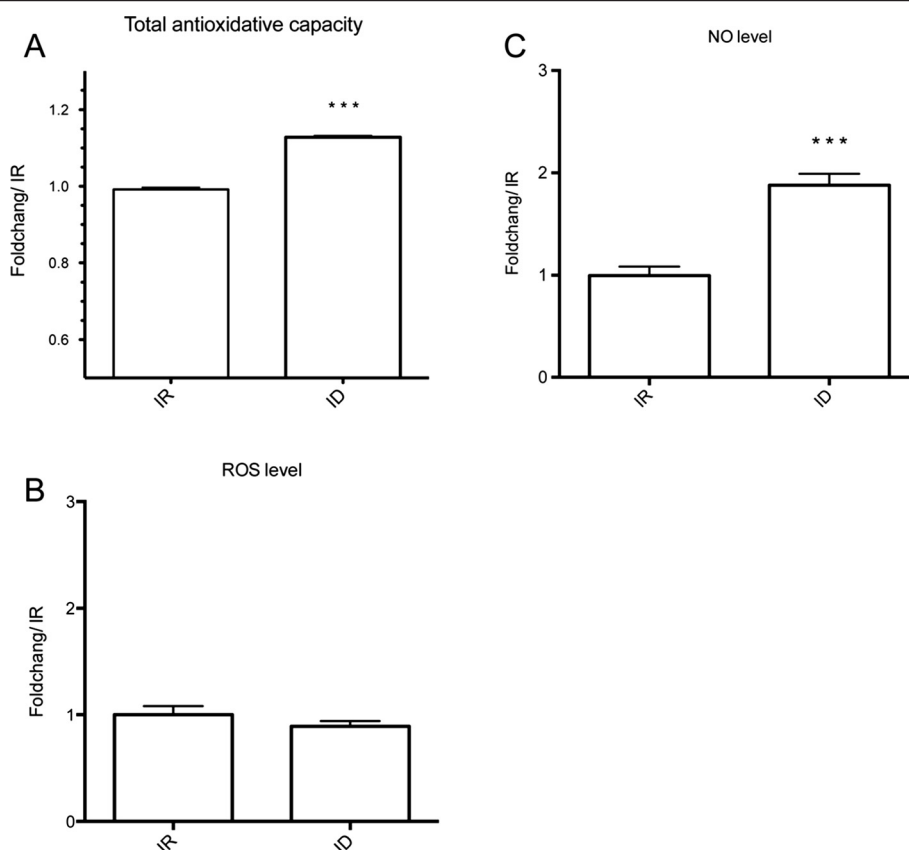 A
Total antioxidative capacity
Foldchang/ IR
1.2
1.0
0.8
0.6
***
IR
ID
C
NO level
Foldchang/ IR
3
2
1
0
***
IR
ID
B
ROS level
Foldchang/ IR
3
2
1
0
IR
ID